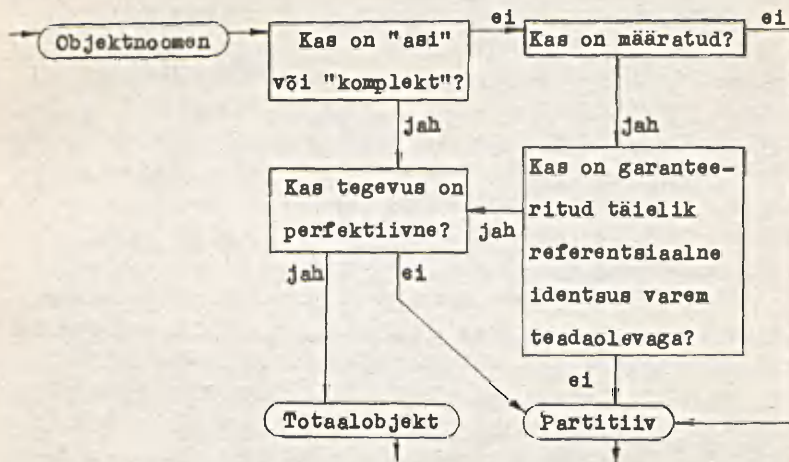 Objektnoomen
Kas on "asi"
või "komplekt"?
ei
Kas on määratud?
ei
jah
jah
Kas tegevus on
perfektiivne?
jah
Kas on garantee-
ritud täielik
referentsiaalne
identsus varem
teadaolevaga?
jah
ei
ei
Totaalobjekt
Partitiiv